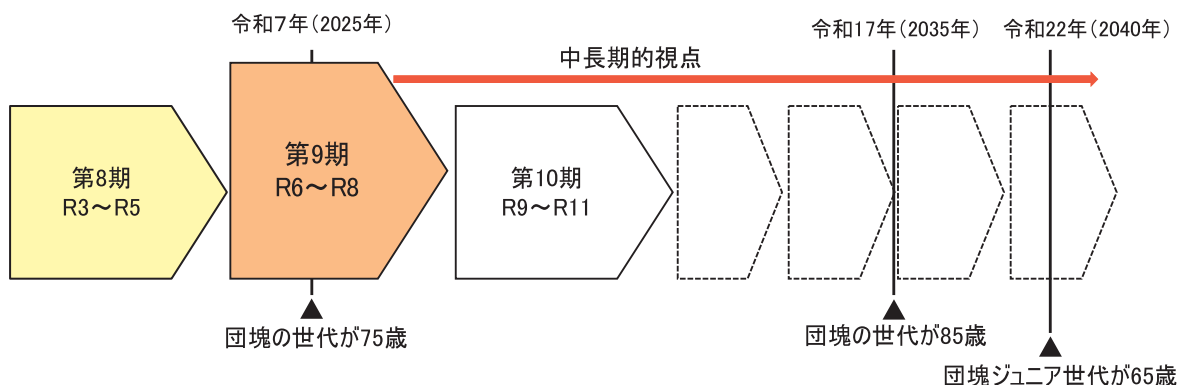 令和7年(2025年)
令和17年(2035年)
令和22年(2040年)
中長期的視点
第8期
R3～R5
第9期
R6～R8
第10期
R9～R11
団塊の世代が75歳
団塊の世代が85歳
団塊ジュニア世代が65歳